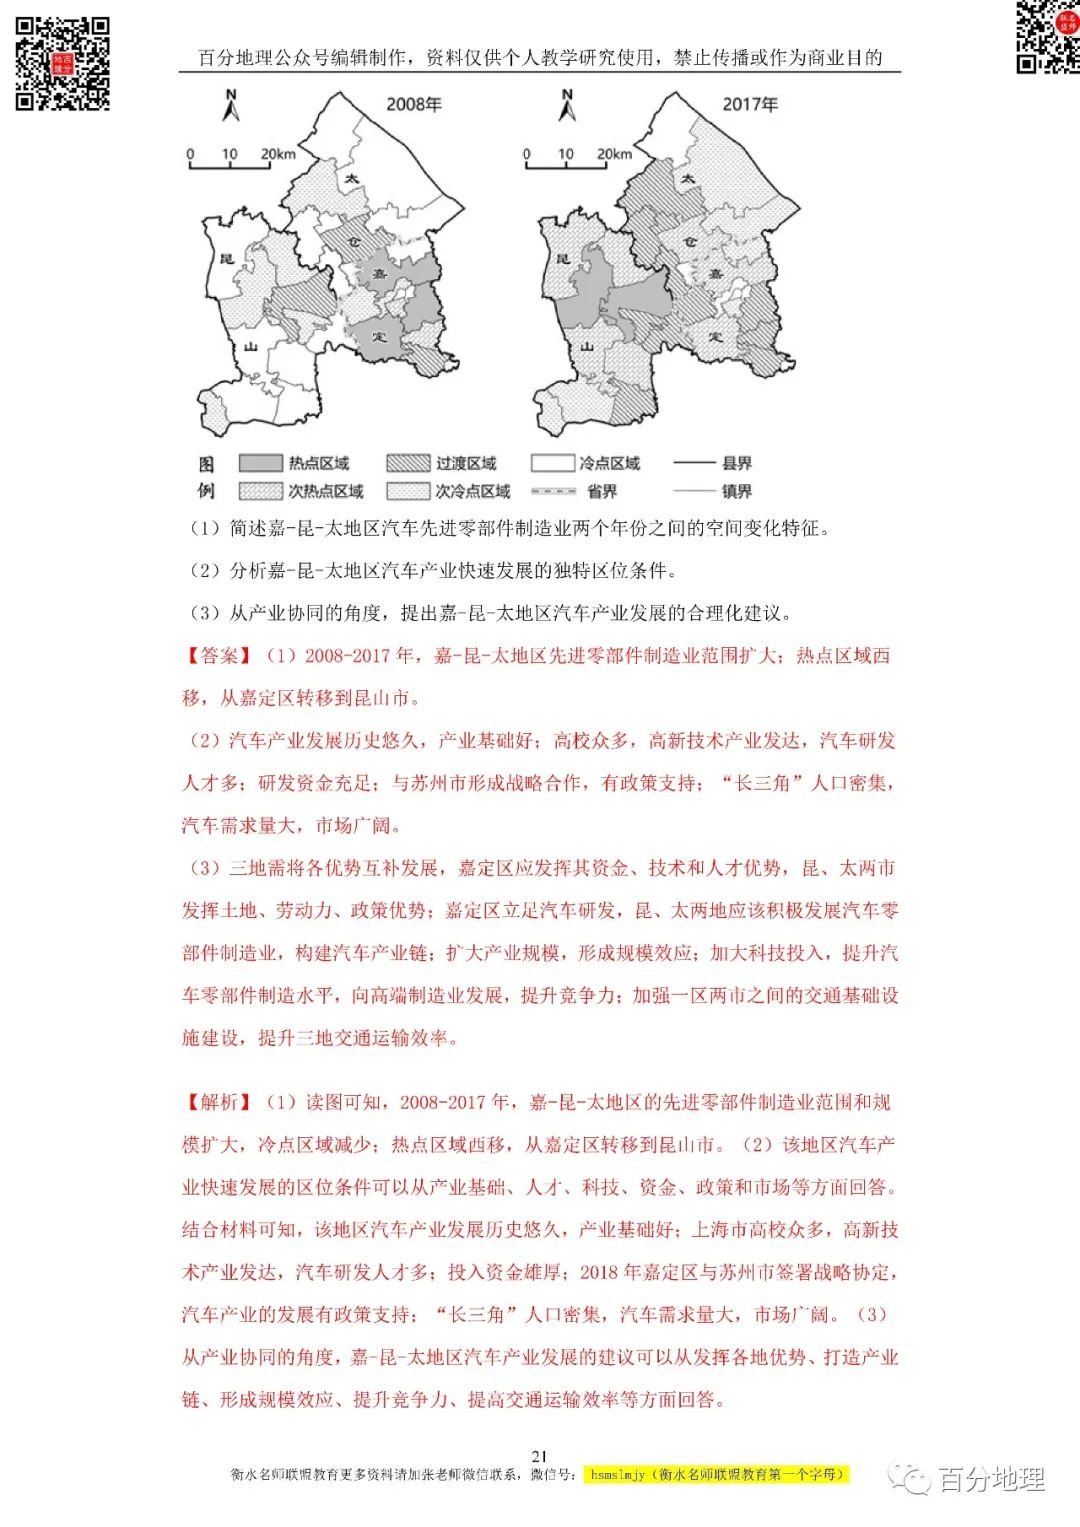 百分地理公众号编辑制作，资料仅供个人教学研究使用，禁止传播或作为商业目的
地百
理分
联名
盟师
N
2008年
0 10 20km
太
仓
昆
嘉
定
山
N
2017年
0 10 20km
太
仓
昆
嘉
定
山
图
例
热点区域
过渡区域
冷点区域
县界
次热点区域
次冷点区域
省界
镇界
（1）简述嘉-昆-太地区汽车先进零部件制造业两个年份之间的空间变化特征。
（2）分析嘉-昆-太地区汽车产业快速发展的独特区位条件。
（3）从产业协同的角度，提出嘉-昆-太地区汽车产业发展的合理化建议。
【答案】（1）2008-2017 年，嘉-昆-太地区先进零部件制造业范围扩大；热点区域西
移，从嘉定区转移到昆山市。
（2）汽车产业发展历史悠久，产业基础好；高校众多，高新技术产业发达，汽车研发
人才多；研发资金充足；与苏州市形成战略合作，有政策支持；“长三角”人口密集，
汽车需求量大，市场广阔。
（3）三地需将各优势互补发展，嘉定区应发挥其资金、技术和人才优势，昆、太两市
发挥土地、劳动力、政策优势；嘉定区立足汽车研发，昆、太两地应该积极发展汽车零
部件制造业，构建汽车产业链；扩大产业规模，形成规模效应；加大科技投入，提升汽
车零部件制造水平，向高端制造业发展，提升竞争力；加强一区两市之间的交通基础设
施建设，提升三地交通运输效率。
【解析】（1）读图可知，2008-2017 年，嘉-昆-太地区的先进零部件制造业范围和规
模扩大，冷点区域减少；热点区域西移，从嘉定区转移到昆山市。（2）该地区汽车产
业快速发展的区位条件可以从产业基础、人才、科技、资金、政策和市场等方面回答。
结合材料可知，该地区汽车产业发展历史悠久，产业基础好；上海市高校众多，高新技
术产业发达，汽车研发人才多；投入资金雄厚；2018 年嘉定区与苏州市签署战略协定，
汽车产业的发展有政策支持；“长三角”人口密集，汽车需求量大，市场广阔。（3）
从产业协同的角度，嘉-昆-太地区汽车产业发展的建议可以从发挥各地优势、打造产业
链、形成规模效应、提升竞争力、提高交通运输效率等方面回答。
21
衡水名师联盟教育更多资料请加张老师微信联系，微信号：hsmslmjy（衡水名师联盟教育第一个字母）
百分地理